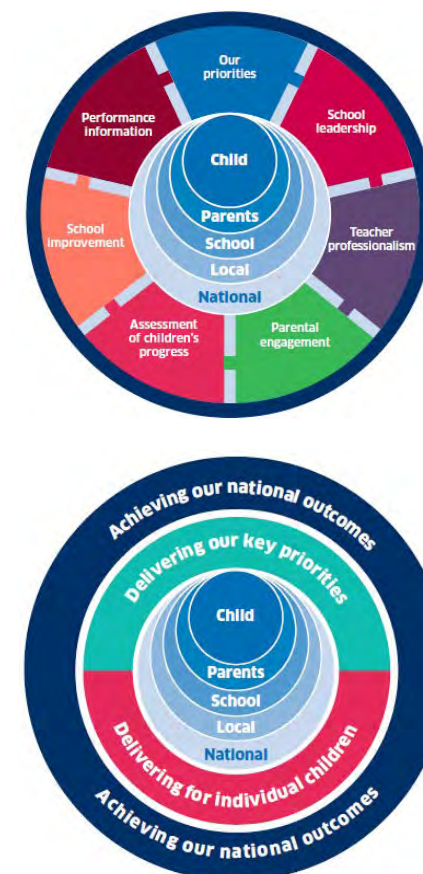 Our
priorities
School
leadership
Performance
information
Child
Parents
School
Local
National
School
improvement
Teacher
professionalism
Assessment
of children's
progress
Parental
engagement
Achieving our national outcomes
Delivering our key priorities
Child
Parents
School
Local
National
Delivering for individual children
Achieving our national outcomes